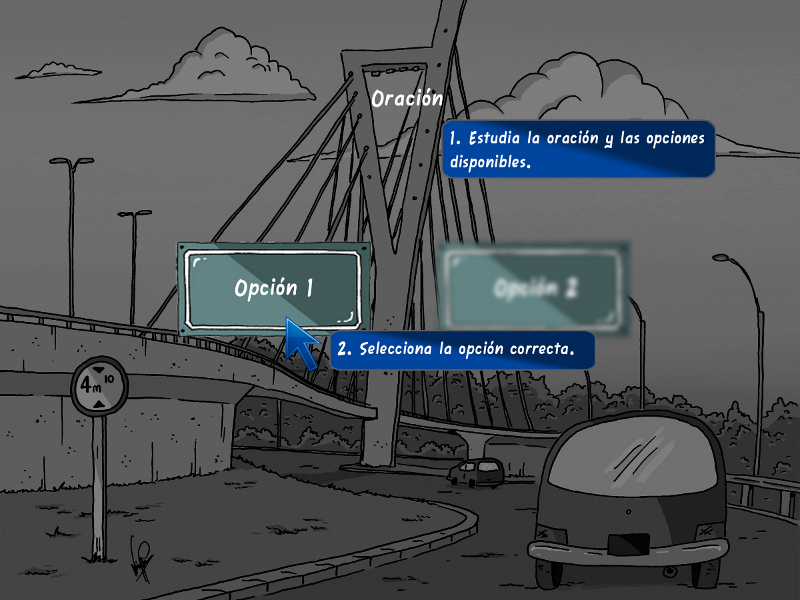 Oración
1. Estudia la oración y las opciones
disponibles.
Opción 1
Opción 2
2. Selecciona la opción correcta.
4m10